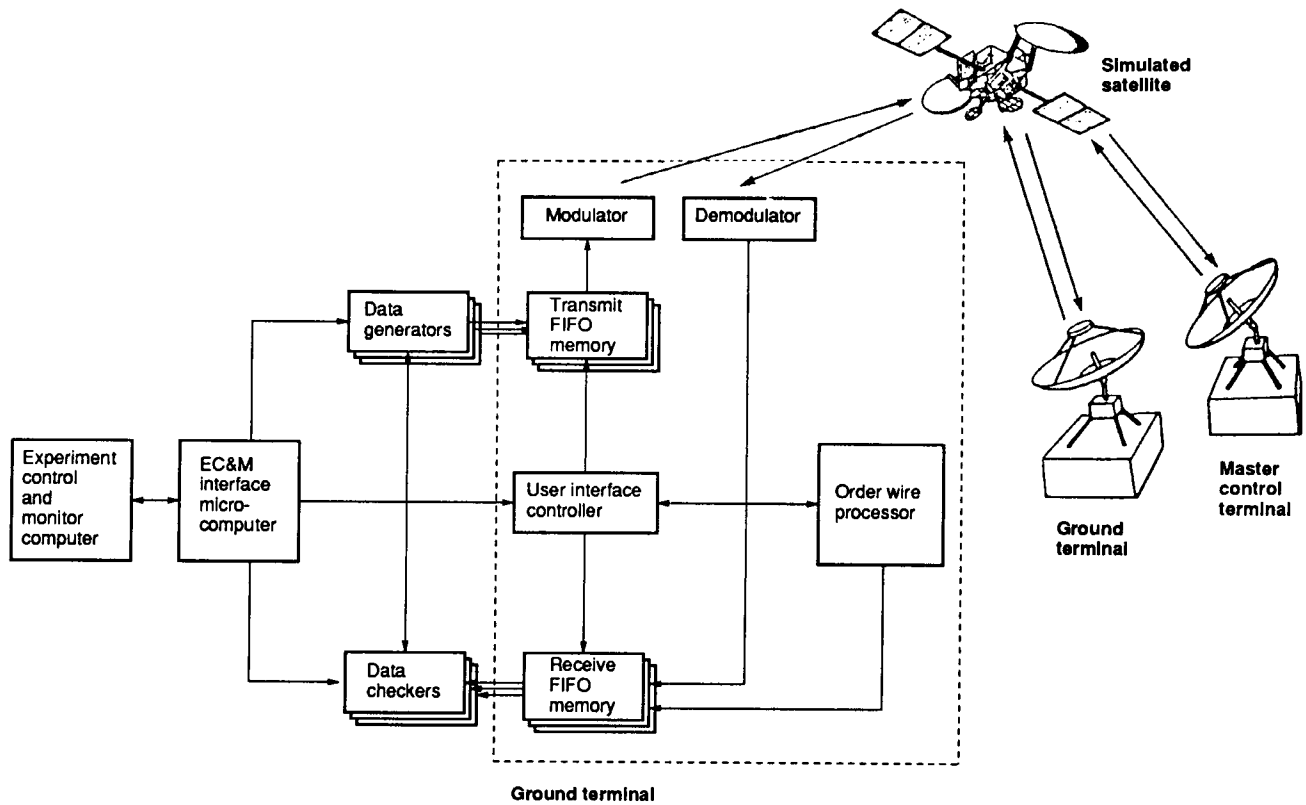 Simulated
satellite
Modulator
Demodulator
Data
generators
Transmit
FIFO
memory
Experiment
control
and
monitor
computer
EC&M
interface
micro-
computer
User interface
controller
Order wire
processor
Ground
terminal
Master
control
terminal
Data
checkers
Receive
FIFO
memory
Ground terminal